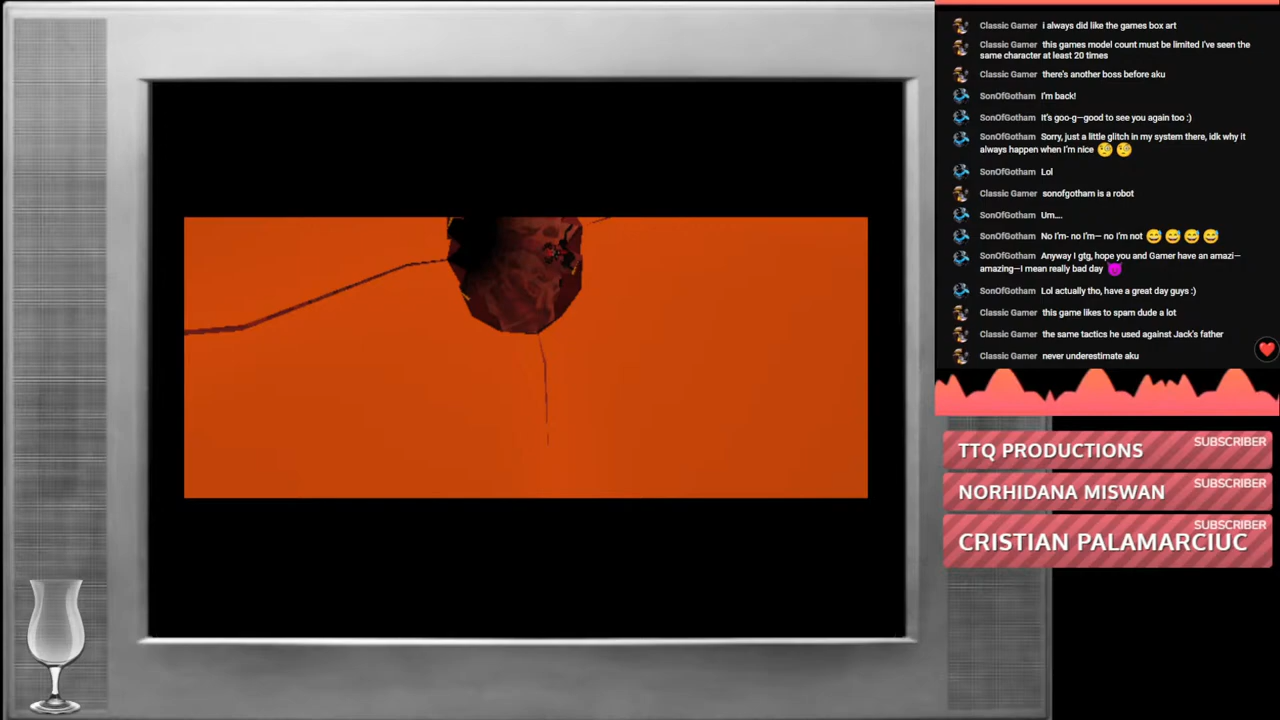 Classic Gamer i always did like the games box art
Classic Gamer this games model count must be limited I've seen the
same character at least 20 times
Classic Gamer there's another boss before aku
SonOfGotham I'm back!
SonOfGotham It's goo-g—good to see you again too :)
SonOfGotham Sorry, just a little glitch in my system there, idk why it
always happen when I'm nice 🧐 🧐
SonOfGotham Lol
Classic Gamer sonofgotham is a robot
SonOfGotham Um....
SonOfGotham No I'm- no I'm— no I'm not 😅 😅 😅 😅
SonOfGotham Anyway I gtg, hope you and Gamer have an amazi—
amazing—I mean really bad day 😈
SonOfGotham Lol actually tho, have a great day guys :)
Classic Gamer this game likes to spam dude a lot
Classic Gamer the same tactics he used against Jack's father
Classic Gamer never underestimate aku
TTQ PRODUCTIONS SUBSCRIBER
NORHIDANA MISWAN SUBSCRIBER
CRISTIAN PALAMARCIUC SUBSCRIBER